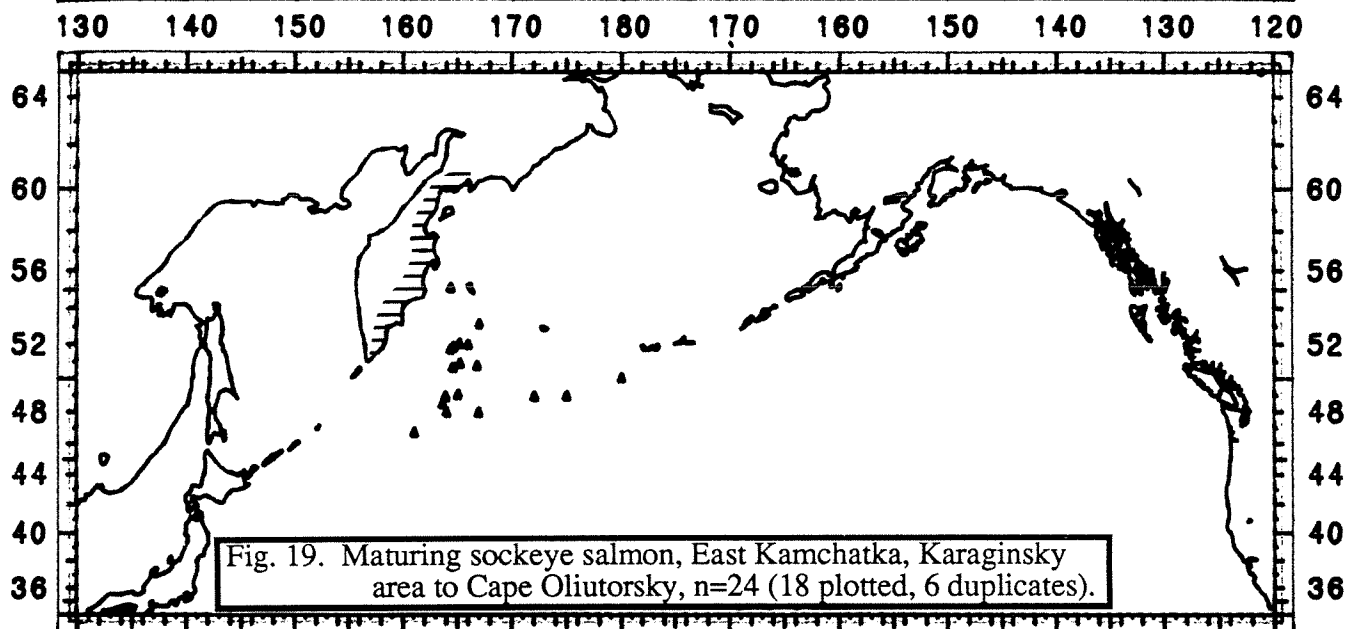 130 140 150 160 170 180 170 160 150 140 130 120
64 64
60 60
56 56
52 52
48 48
44 44
40 40
36 36
Fig. 19. Maturing sockeye salmon, East Kamchatka, Karaginsky
area to Cape Oliutorsky, n=24 (18 plotted, 6 duplicates).